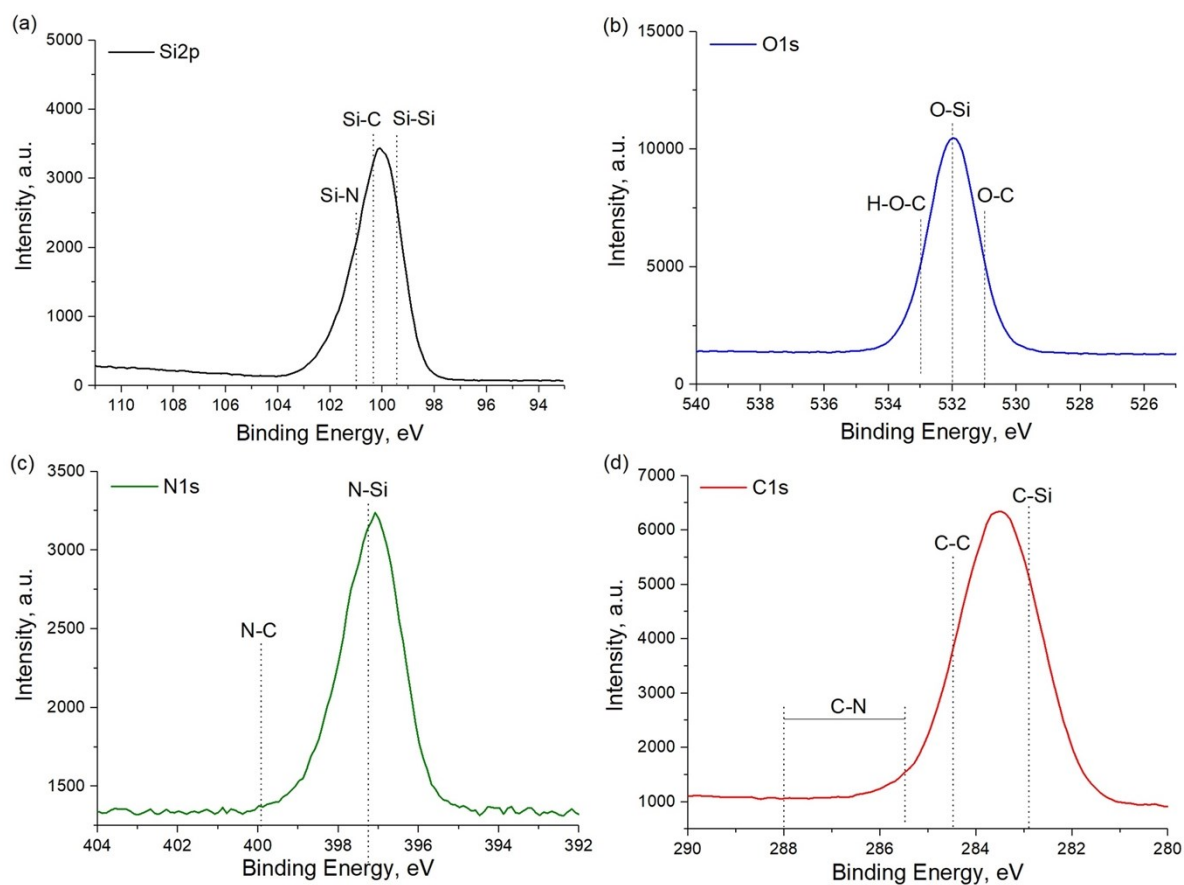 (a)
Si2p
Si-C
Si-Si
Si-N
5000
4000
3000
2000
1000
0
Intensity, a.u.
110
108
106
104
102
100
98
96
94
Binding Energy, eV
(b)
O1s
O-Si
H-O-C
O-C
15000
10000
5000
0
Intensity, a.u.
540
538
536
534
532
530
528
526
Binding Energy, eV
(c)
N1s
N-Si
N-C
3500
3000
2500
2000
1500
Intensity, a.u.
404
402
400
398
396
394
392
Binding Energy, eV
(d)
C1s
C-Si
C-C
C-N
7000
6000
5000
4000
3000
2000
1000
Intensity, a.u.
290
288
286
284
282
280
Binding Energy, eV